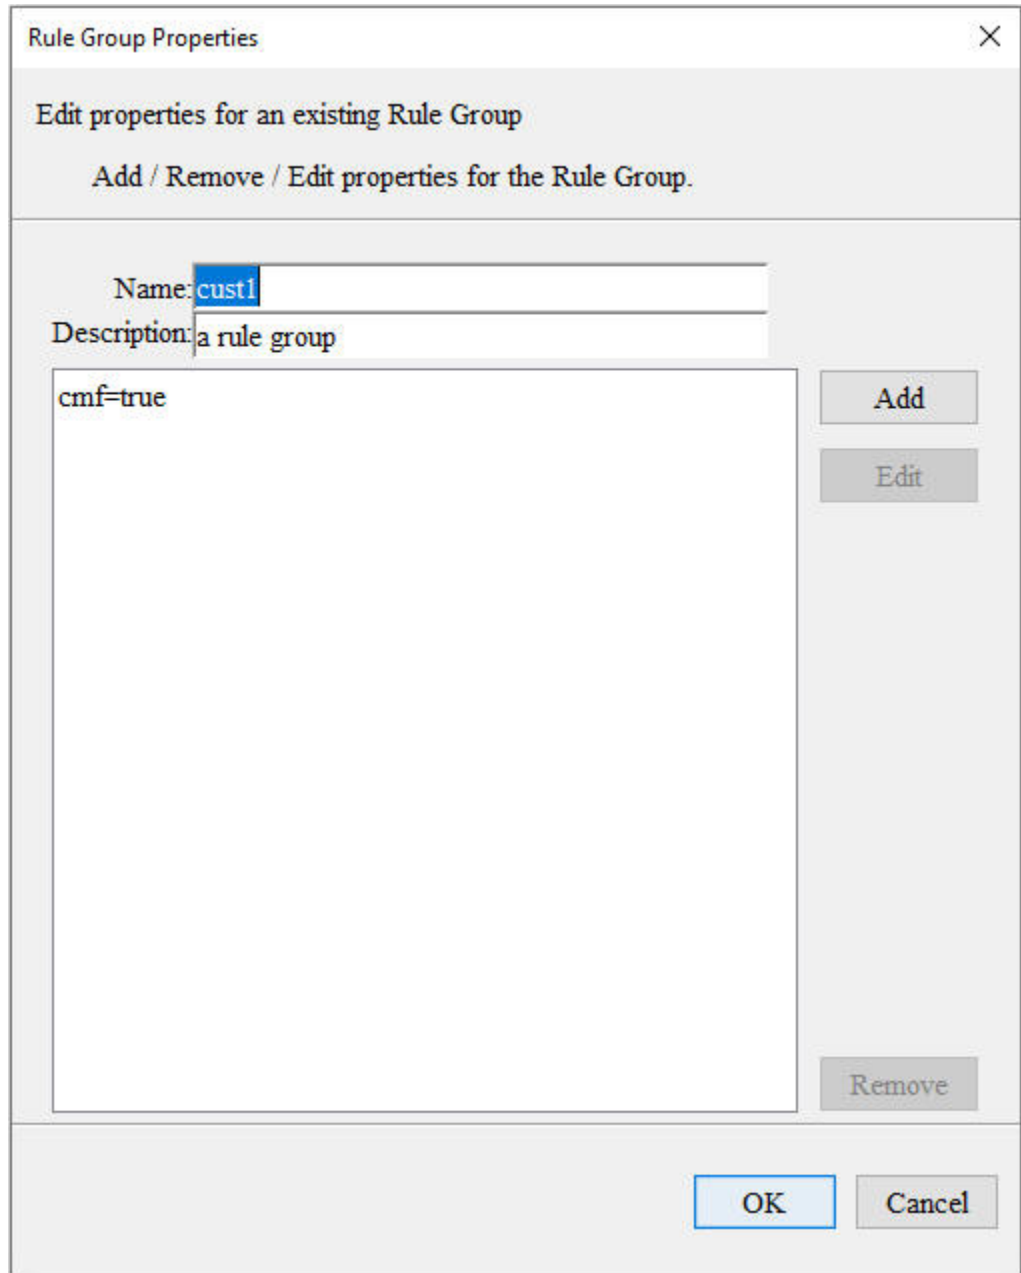 Rule Group Properties
Edit properties for an existing Rule Group
Add / Remove / Edit properties for the Rule Group.
Name: cust1
Description: a rule group
cmf=true
Add
Edit
Remove
OK
Cancel